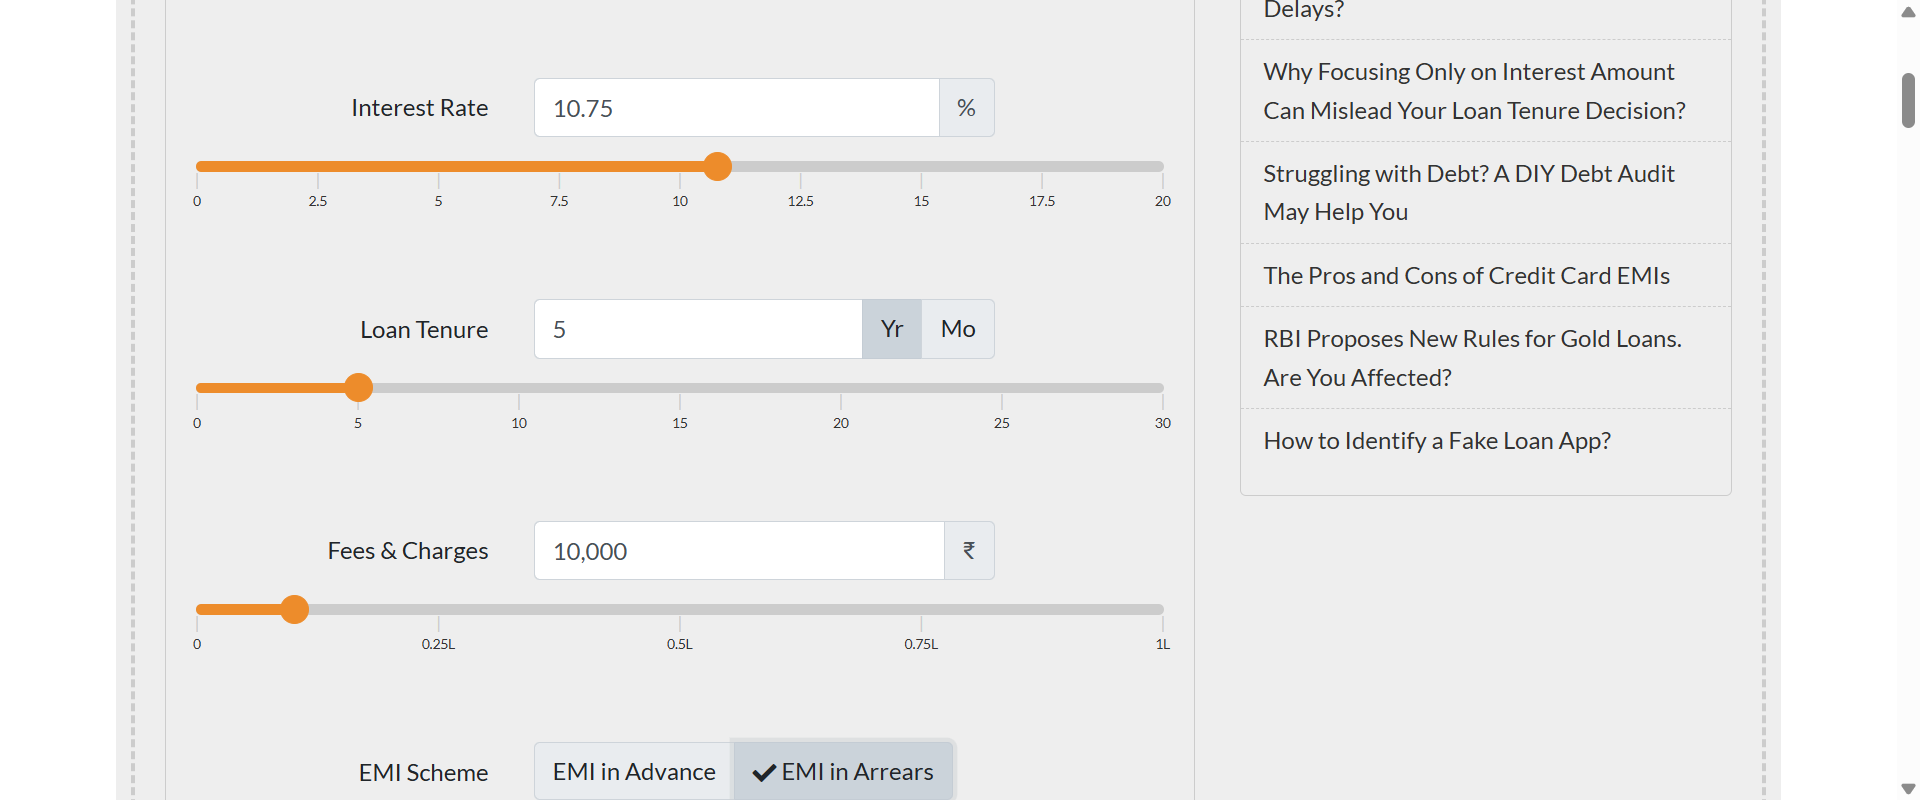 Interest Rate
10.75
%
0 2.5 5 7.5 10 12.5 15 17.5 20
Loan Tenure
5
Yr
Mo
0 5 10 15 20 25 30
Fees & Charges
10,000
₹
0 0.25L 0.5L 0.75L 1L
EMI Scheme
EMI in Advance
EMI in Arrears
Delays?
Why Focusing Only on Interest Amount
Can Mislead Your Loan Tenure Decision?
Struggling with Debt? A DIY Debt Audit
May Help You
The Pros and Cons of Credit Card EMIs
RBI Proposes New Rules for Gold Loans.
Are You Affected?
How to Identify a Fake Loan App?